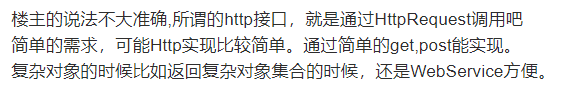 楼主的说法不大准确,所谓的http接口，就是通过HttpRequest调用吧
简单的需求，可能Http实现比较简单。通过简单的get,post能实现。
复杂对象的时候比如返回复杂对象集合的时候，还是WebService方便。